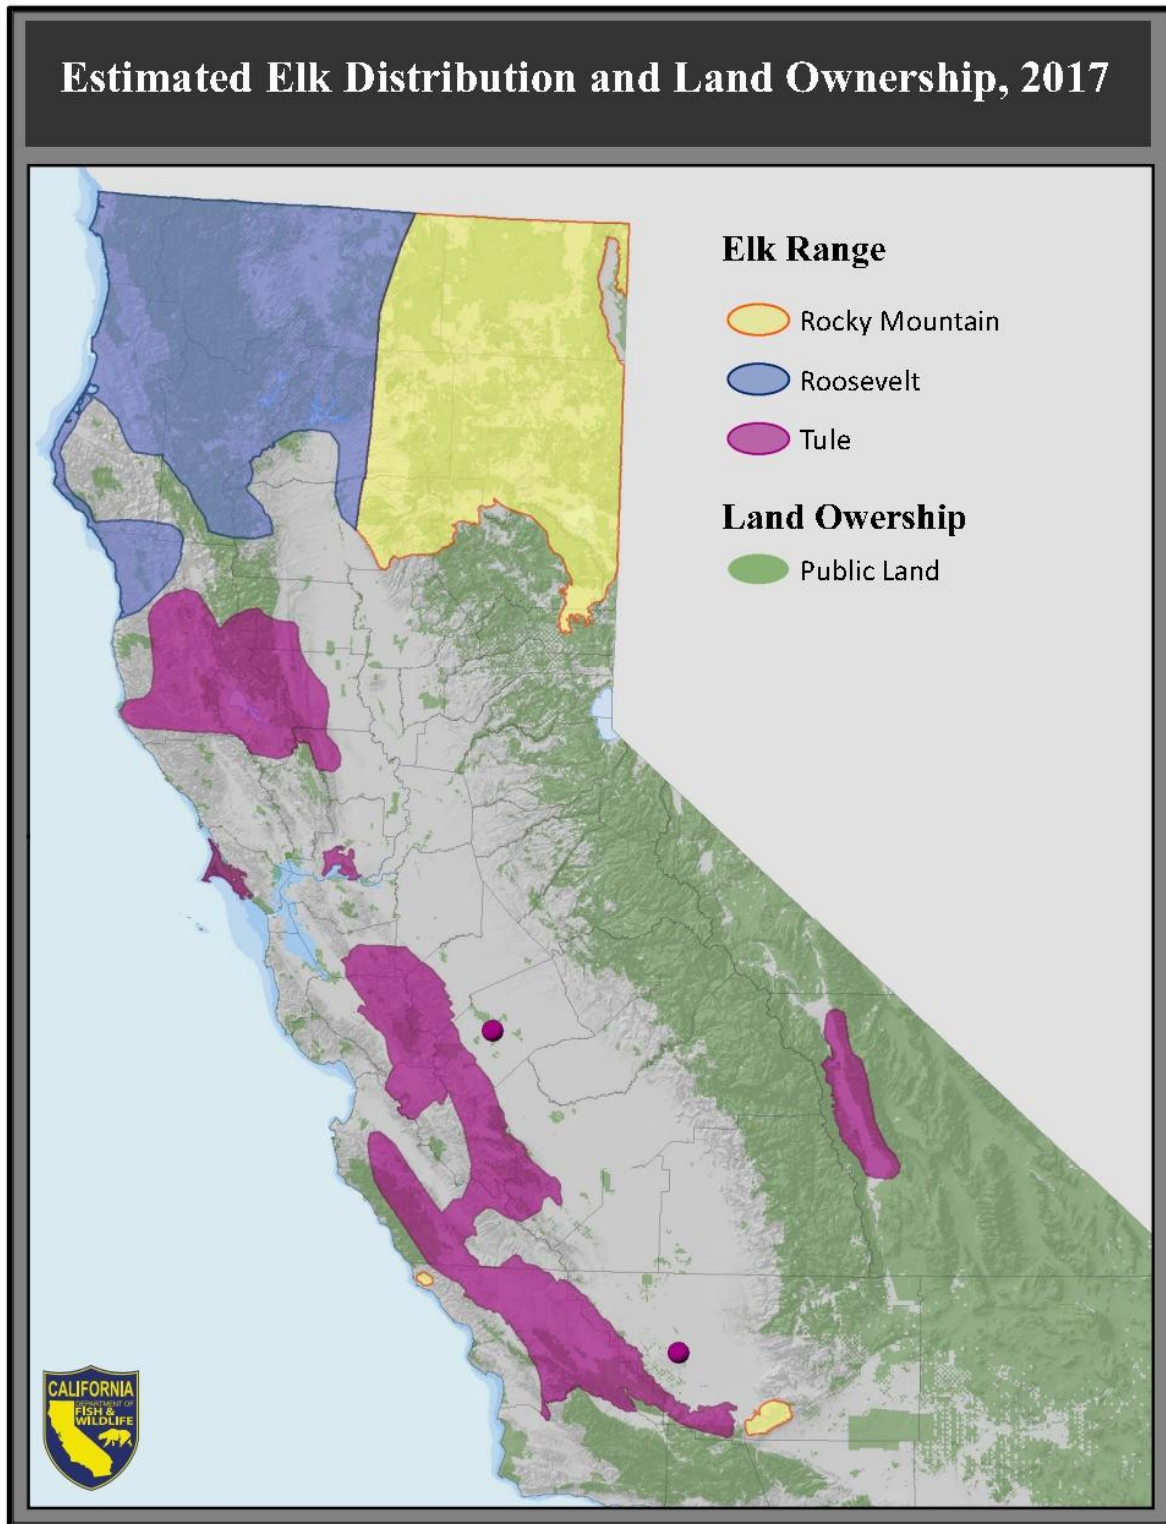 Estimated Elk Distribution and Land Ownership, 2017
Elk Range
Rocky Mountain
Roosevelt
Tule
Land Owership
Public Land
CALIFORNIA
DEPARTMENT OF
FISH &
WILDLIFE